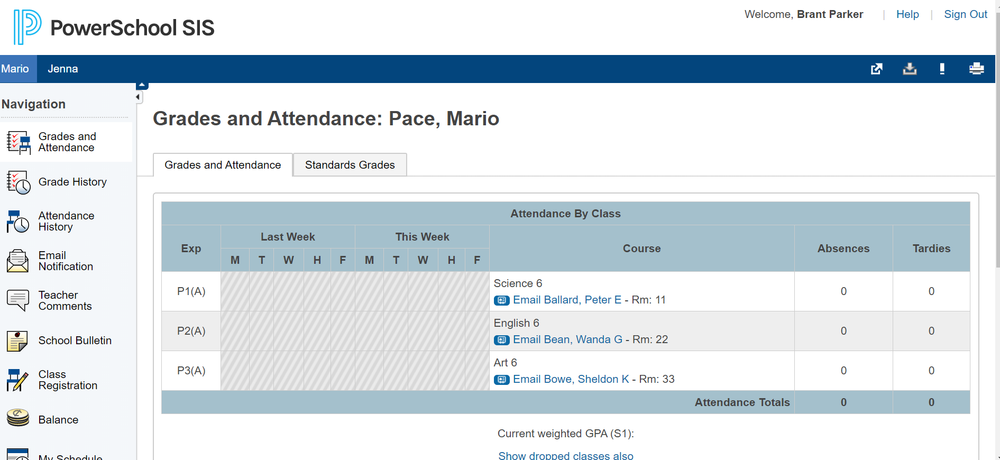 PowerSchool SIS
Welcome, Brant Parker | Help | Sign Out
Mario Jenna
Navigation
Grades and
Attendance
Grade History
Attendance
History
Email
Notification
Teacher
Comments
School Bulletin
Class
Registration
Balance
My Schedule
Grades and Attendance: Pace, Mario
Grades and Attendance Standards Grades
Attendance By Class
Exp Last Week This Week Course Absences Tardies
M T W H F M T W H F
P1(A) Science 6 0 0
Email Ballard, Peter E - Rm: 11
P2(A) English 6 0 0
Email Bean, Wanda G - Rm: 22
P3(A) Art 6 0 0
Email Bowe, Sheldon K - Rm: 33
Attendance Totals 0 0
Current weighted GPA (S1):
Show dropped classes also